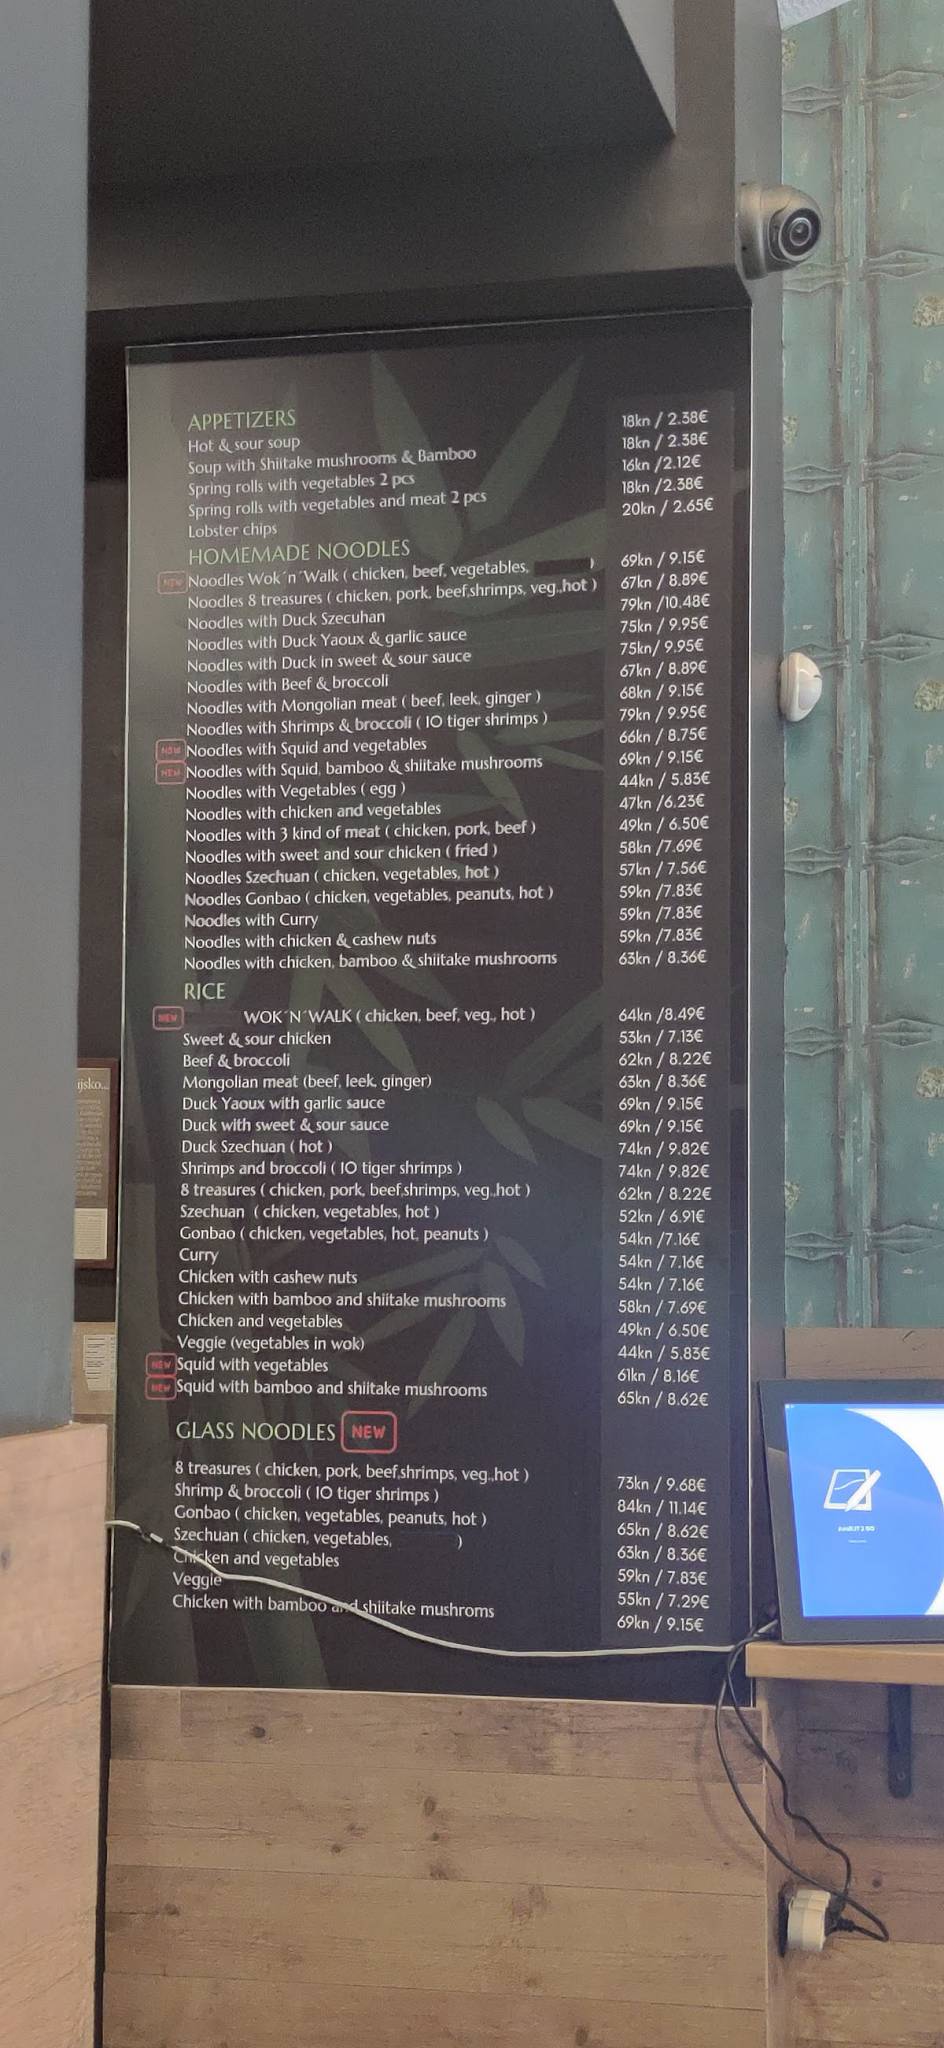 APPETIZERS
Hot & sour soup 18kn / 2.38€
Soup with Shiitake mushrooms & Bamboo 18kn / 2.38€
Spring rolls with vegetables 2 pcs 16kn /2.12€
Spring rolls with vegetables and meat 2 pcs 18kn /2.38€
Lobster chips 20kn / 2.65€
HOMEMADE NOODLES
NEW Noodles Wok´n´Walk ( chicken, beef, vegetables, ) 69kn / 9.15€
Noodles 8 treasures ( chicken, pork, beef,shrimps, veg.,hot ) 67kn / 8.89€
Noodles with Duck Szecuhan 79kn /10.48€
Noodles with Duck Yaoux & garlic sauce 75kn / 9.95€
Noodles with Duck in sweet & sour sauce 75kn/ 9.95€
Noodles with Beef & broccoli 67kn / 8.89€
Noodles with Mongolian meat ( beef, leek, ginger ) 68kn / 9.15€
Noodles with Shrimps & broccoli ( 10 tiger shrimps ) 79kn / 9.95€
NEW Noodles with Squid and vegetables 66kn / 8.75€
NEW Noodles with Squid, bamboo & shiitake mushrooms 69kn / 9.15€
Noodles with Vegetables ( egg ) 44kn / 5.83€
Noodles with chicken and vegetables 47kn /6.23€
Noodles with 3 kind of meat ( chicken, pork, beef ) 49kn / 6.50€
Noodles with sweet and sour chicken ( fried ) 58kn /7.69€
Noodles Szechuan ( chicken, vegetables, hot ) 57kn / 7.56€
Noodles Gonbao ( chicken, vegetables, peanuts, hot ) 59kn /7.83€
Noodles with Curry 59kn /7.83€
Noodles with chicken & cashew nuts 59kn /7.83€
Noodles with chicken, bamboo & shiitake mushrooms 63kn / 8.36€
RICE
NEW WOK´N´WALK ( chicken, beef, veg., hot ) 64kn /8.49€
Sweet & sour chicken 53kn / 7.13€
Beef & broccoli 62kn / 8.22€
Mongolian meat (beef, leek, ginger) 63kn / 8.36€
Duck Yaoux with garlic sauce 69kn / 9.15€
Duck with sweet & sour sauce 69kn / 9.15€
Duck Szechuan ( hot ) 74kn / 9.82€
Shrimps and broccoli ( 10 tiger shrimps ) 74kn / 9.82€
8 treasures ( chicken, pork, beef,shrimps, veg.,hot ) 62kn / 8.22€
Szechuan ( chicken, vegetables, hot ) 52kn / 6.91€
Gonbao ( chicken, vegetables, hot, peanuts ) 54kn /7.16€
Curry 54kn / 7.16€
Chicken with cashew nuts 54kn / 7.16€
Chicken with bamboo and shiitake mushrooms 58kn / 7.69€
Chicken and vegetables 49kn / 6.50€
Veggie (vegetables in wok) 44kn / 5.83€
NEW Squid with vegetables 61kn / 8.16€
NEW Squid with bamboo and shiitake mushrooms 65kn / 8.62€
GLASS NOODLES NEW
8 treasures ( chicken, pork, beef,shrimps, veg.,hot ) 73kn / 9.68€
Shrimp & broccoli ( 10 tiger shrimps ) 84kn / 11.14€
Gonbao ( chicken, vegetables, peanuts, hot ) 65kn / 8.62€
Szechuan ( chicken, vegetables, ) 63kn / 8.36€
Chicken and vegetables 59kn / 7.83€
Veggie 55kn / 7.29€
Chicken with bamboo and shiitake mushroms 69kn / 9.15€